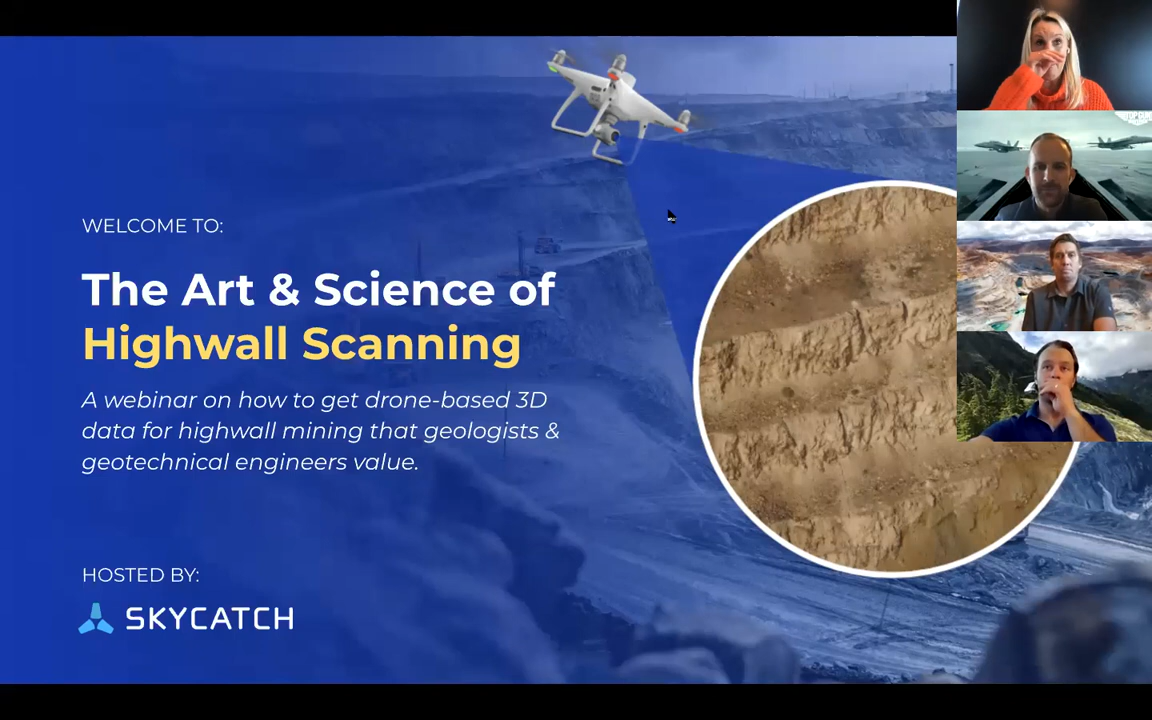 WELCOME TO:
The Art & Science of
Highwall Scanning
A webinar on how to get drone-based 3D
data for highwall mining that geologists &
geotechnical engineers value.
HOSTED BY:
SKYCATCH